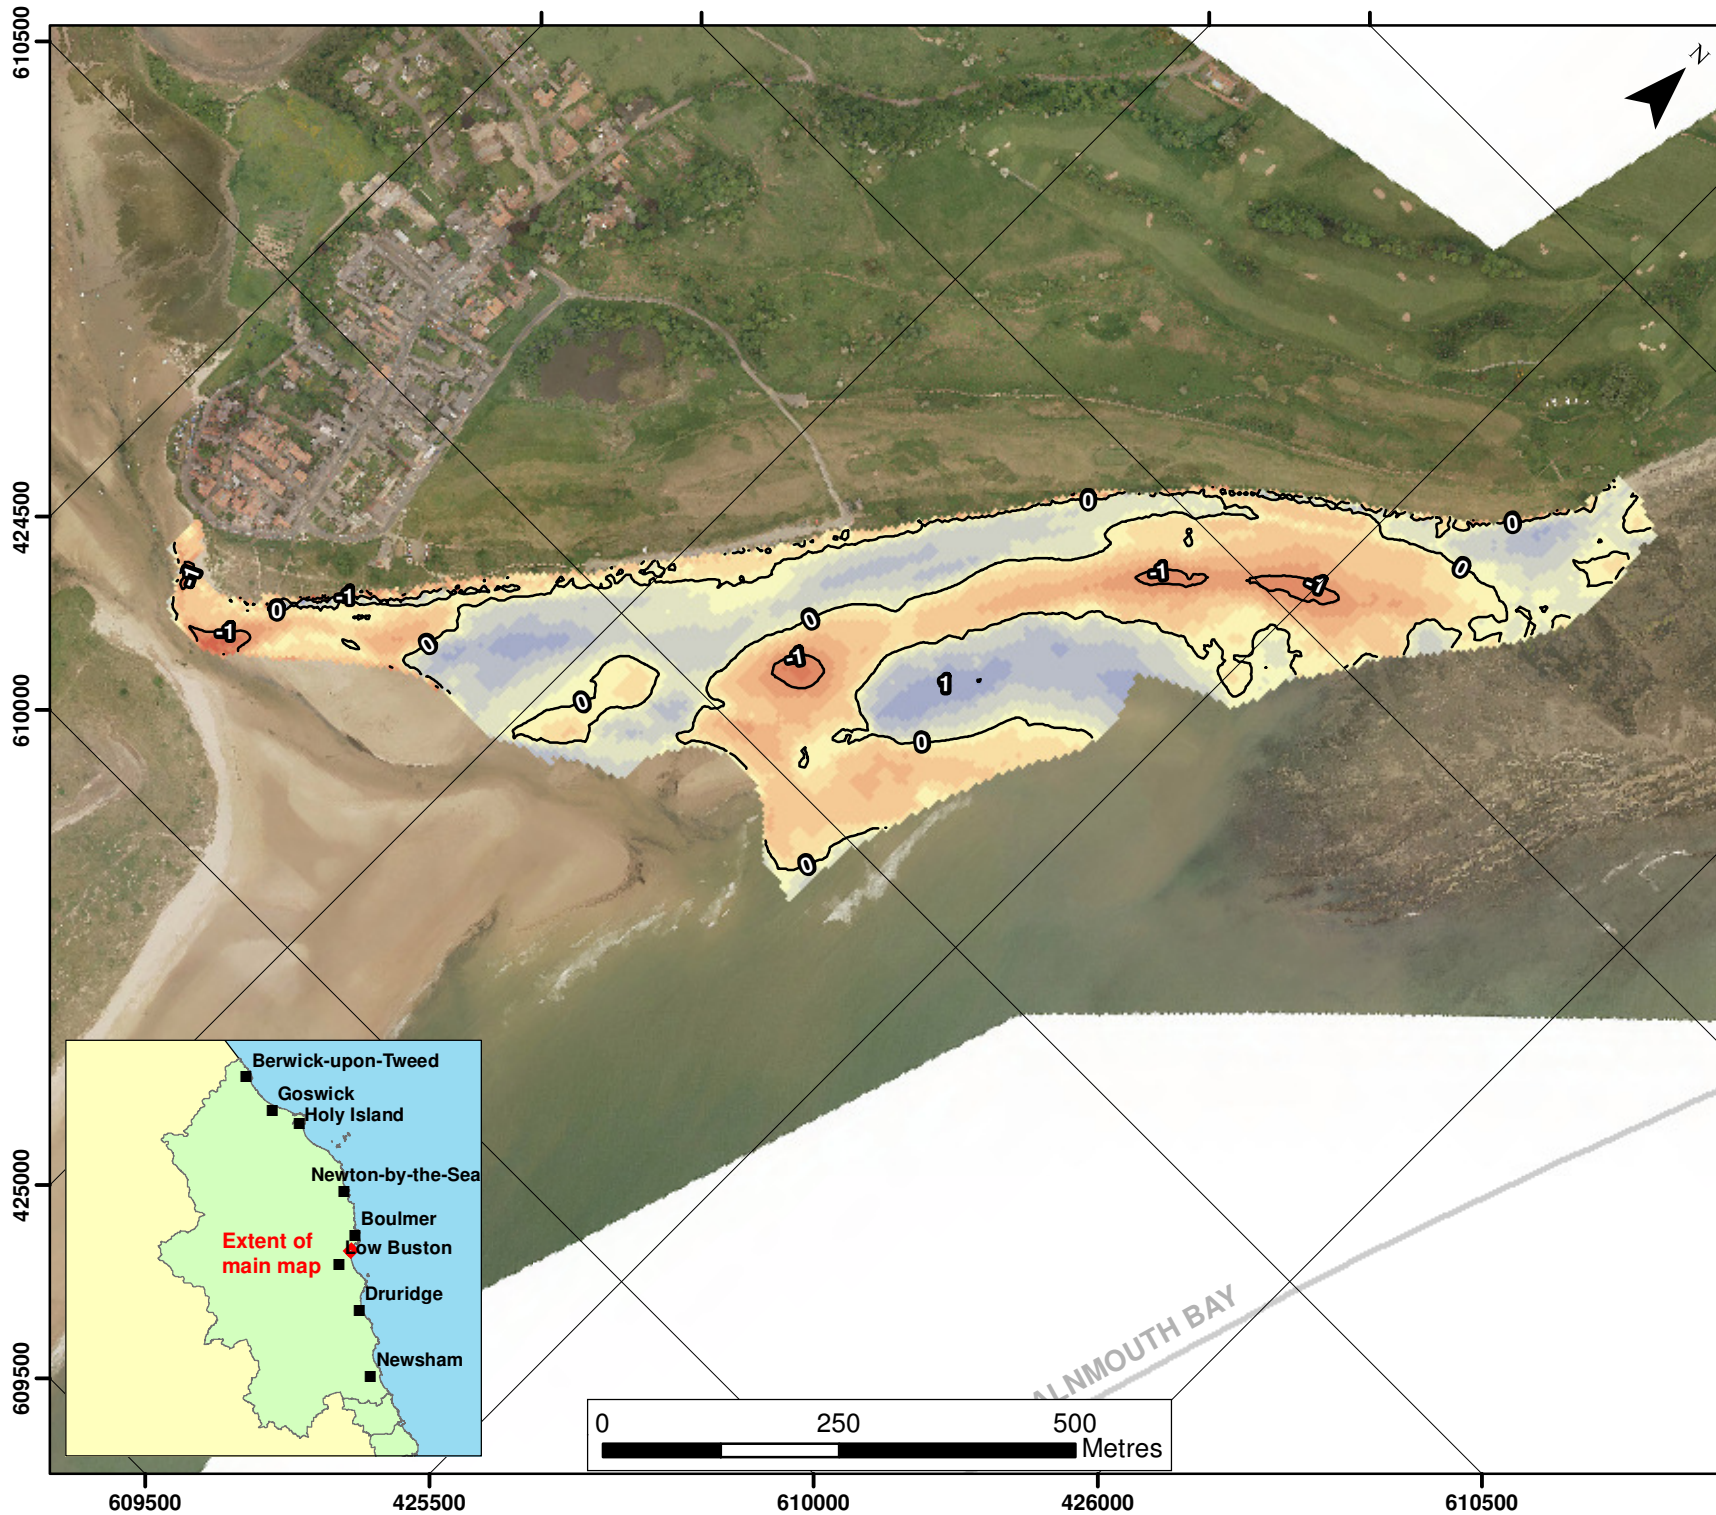 N
610500
424500
610000
425000
609500
0
0
-1
0
-1
-1
0
0
-1
0
-1
0
-1
1
0
0
0
Berwick-upon-Tweed
Goswick
Holy Island
Newton-by-the-Sea
Boulmer
Extent of
main map
Low Buston
Druridge
Newsham
ALNMOUTH BAY
0 250 500
Metres
609500 425500 610000 426000 610500